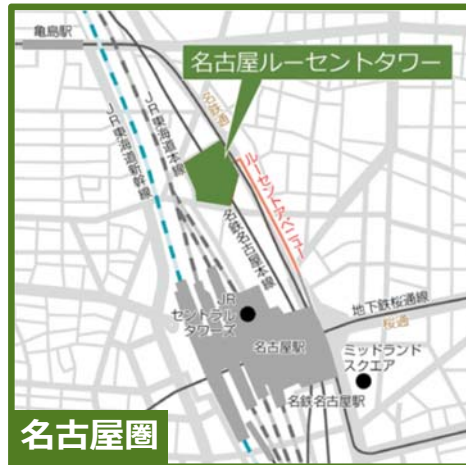 亀島駅
名古屋ルーセントタワー
名鉄通
JR東海道本線
JR東海道新幹線
ルーセントアベニュー
名鉄名古屋本線
JR
セントラル
タワーズ
地下鉄桜通線
桜通
名古屋駅
ミッドランド
スクエア
名鉄名古屋駅
名古屋圏